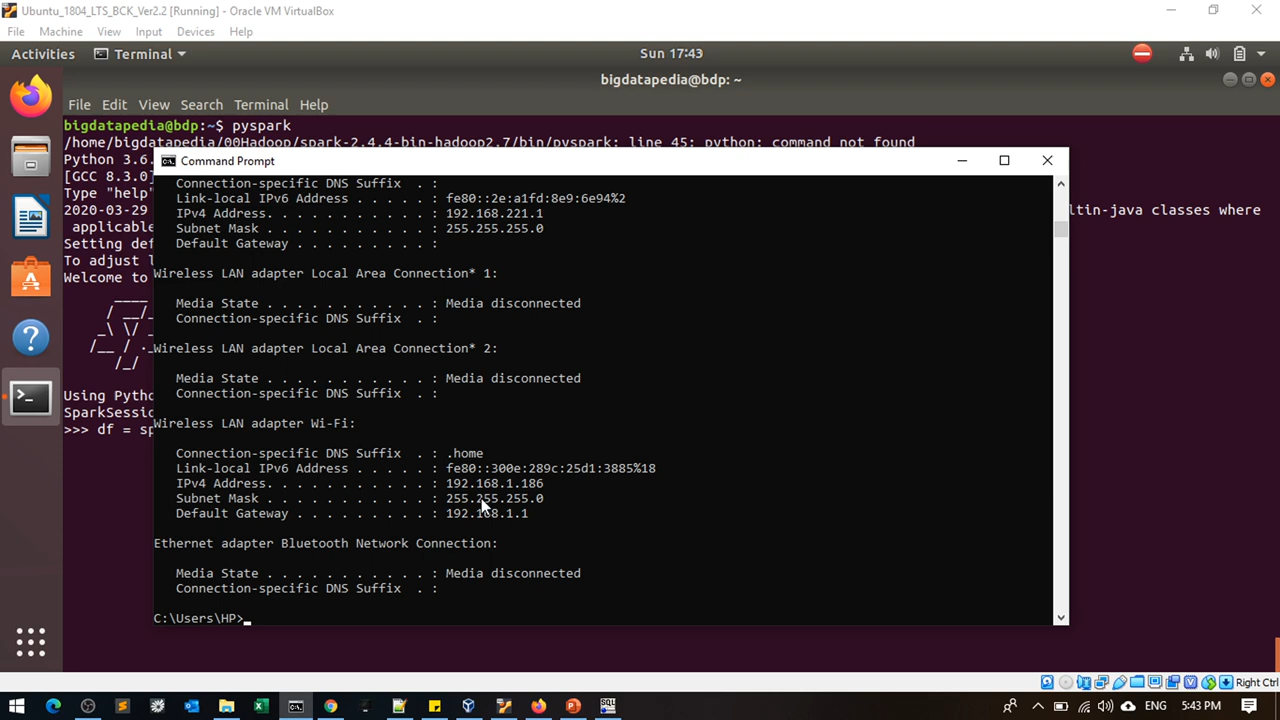 Ubuntu_1804_LTS_BCK_Ver2.2 [Running] - Oracle VM VirtualBox
File Machine View Input Devices Help
Activities Terminal Sun 17:43
bigdatapedia@bdp: ~
File Edit View Search Terminal Help
bigdatapedia@bdp:~$ pyspark
/home/bigdatapedia/00Hadoop/spark-2.4.4-bin-hadoop2.7/bin/pyspark: line 45: python: command not found
Python 3.6.
[GCC 8.3.0]
Type "help"
2020-03-29
ltin-java classes where
applicable
Setting def
To adjust l
Welcome to
Using Pytho
SparkSessio
>>> df = sp
Command Prompt
Connection-specific DNS Suffix . :
Link-local IPv6 Address . . . . . : fe80::2e:a1fd:8e9:6e94%2
IPv4 Address. . . . . . . . . . . : 192.168.221.1
Subnet Mask . . . . . . . . . . . : 255.255.255.0
Default Gateway . . . . . . . . . :
Wireless LAN adapter Local Area Connection* 1:
Media State . . . . . . . . . . . : Media disconnected
Connection-specific DNS Suffix . :
Wireless LAN adapter Local Area Connection* 2:
Media State . . . . . . . . . . . : Media disconnected
Connection-specific DNS Suffix . :
Wireless LAN adapter Wi-Fi:
Connection-specific DNS Suffix . : .home
Link-local IPv6 Address . . . . . : fe80::300e:289c:25d1:3885%18
IPv4 Address. . . . . . . . . . . : 192.168.1.186
Subnet Mask . . . . . . . . . . . : 255.255.255.0
Default Gateway . . . . . . . . . : 192.168.1.1
Ethernet adapter Bluetooth Network Connection:
Media State . . . . . . . . . . . : Media disconnected
Connection-specific DNS Suffix . :
C:\Users\HP>
Right Ctrl
ENG 5:43 PM